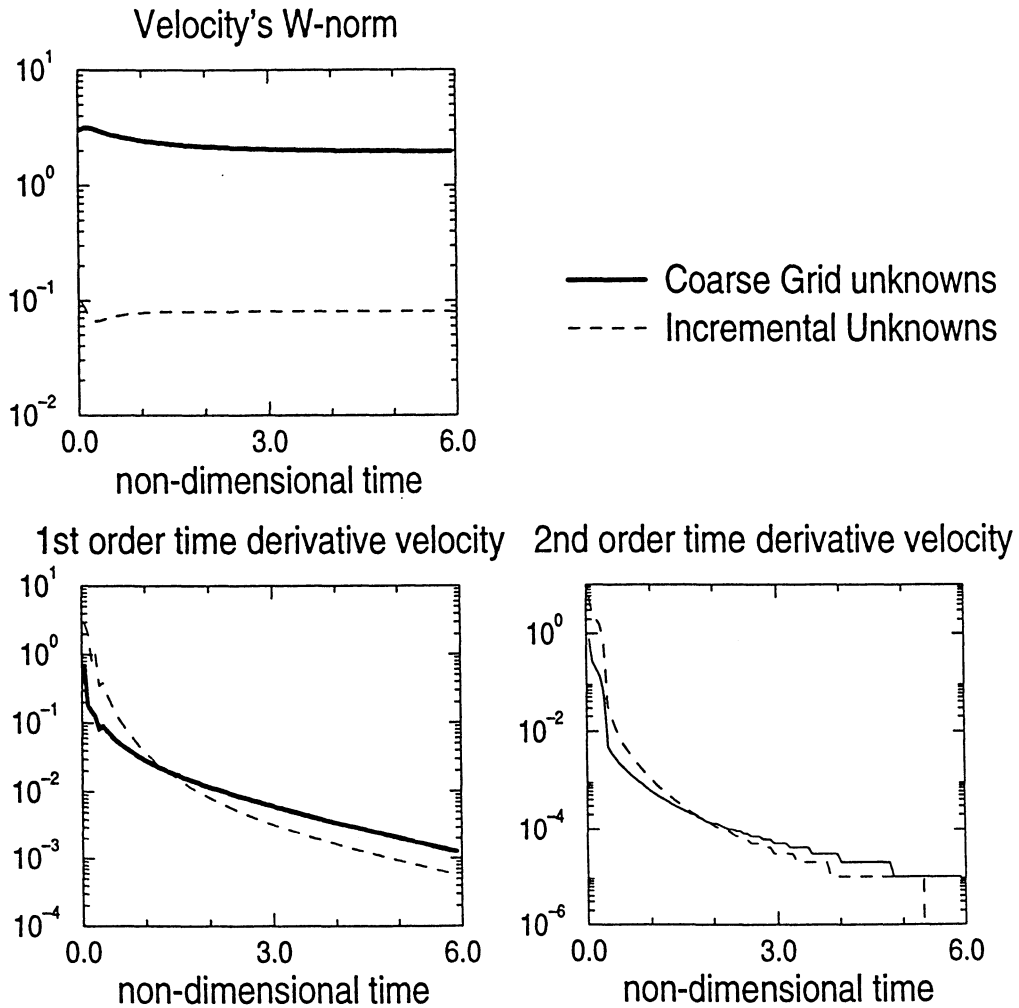 Velocity's W-norm
10^1
10^0
10^-1
10^-2
0.0 3.0 6.0
non-dimensional time
Coarse Grid unknowns
Incremental Unknowns
1st order time derivative velocity
10^1
10^0
10^-1
10^-2
10^-3
10^-4
0.0 3.0 6.0
non-dimensional time
2nd order time derivative velocity
10^0
10^-2
10^-4
10^-6
0.0 3.0 6.0
non-dimensional time